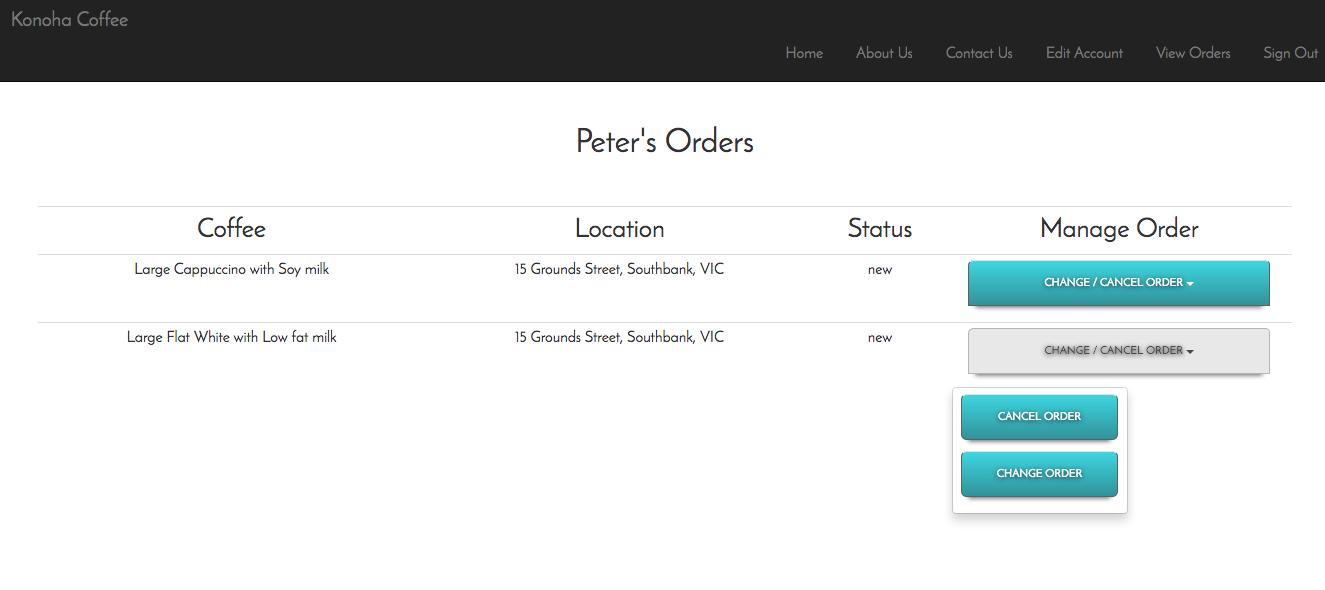 Konoha Coffee
Home About Us Contact Us Edit Account View Orders Sign Out
Peter's Orders
Coffee Location Status Manage Order
Large Cappuccino with Soy milk 15 Grounds Street, Southbank, VIC new CHANGE / CANCEL ORDER
Large Flat White with Low fat milk 15 Grounds Street, Southbank, VIC new CHANGE / CANCEL ORDER
CANCEL ORDER
CHANGE ORDER